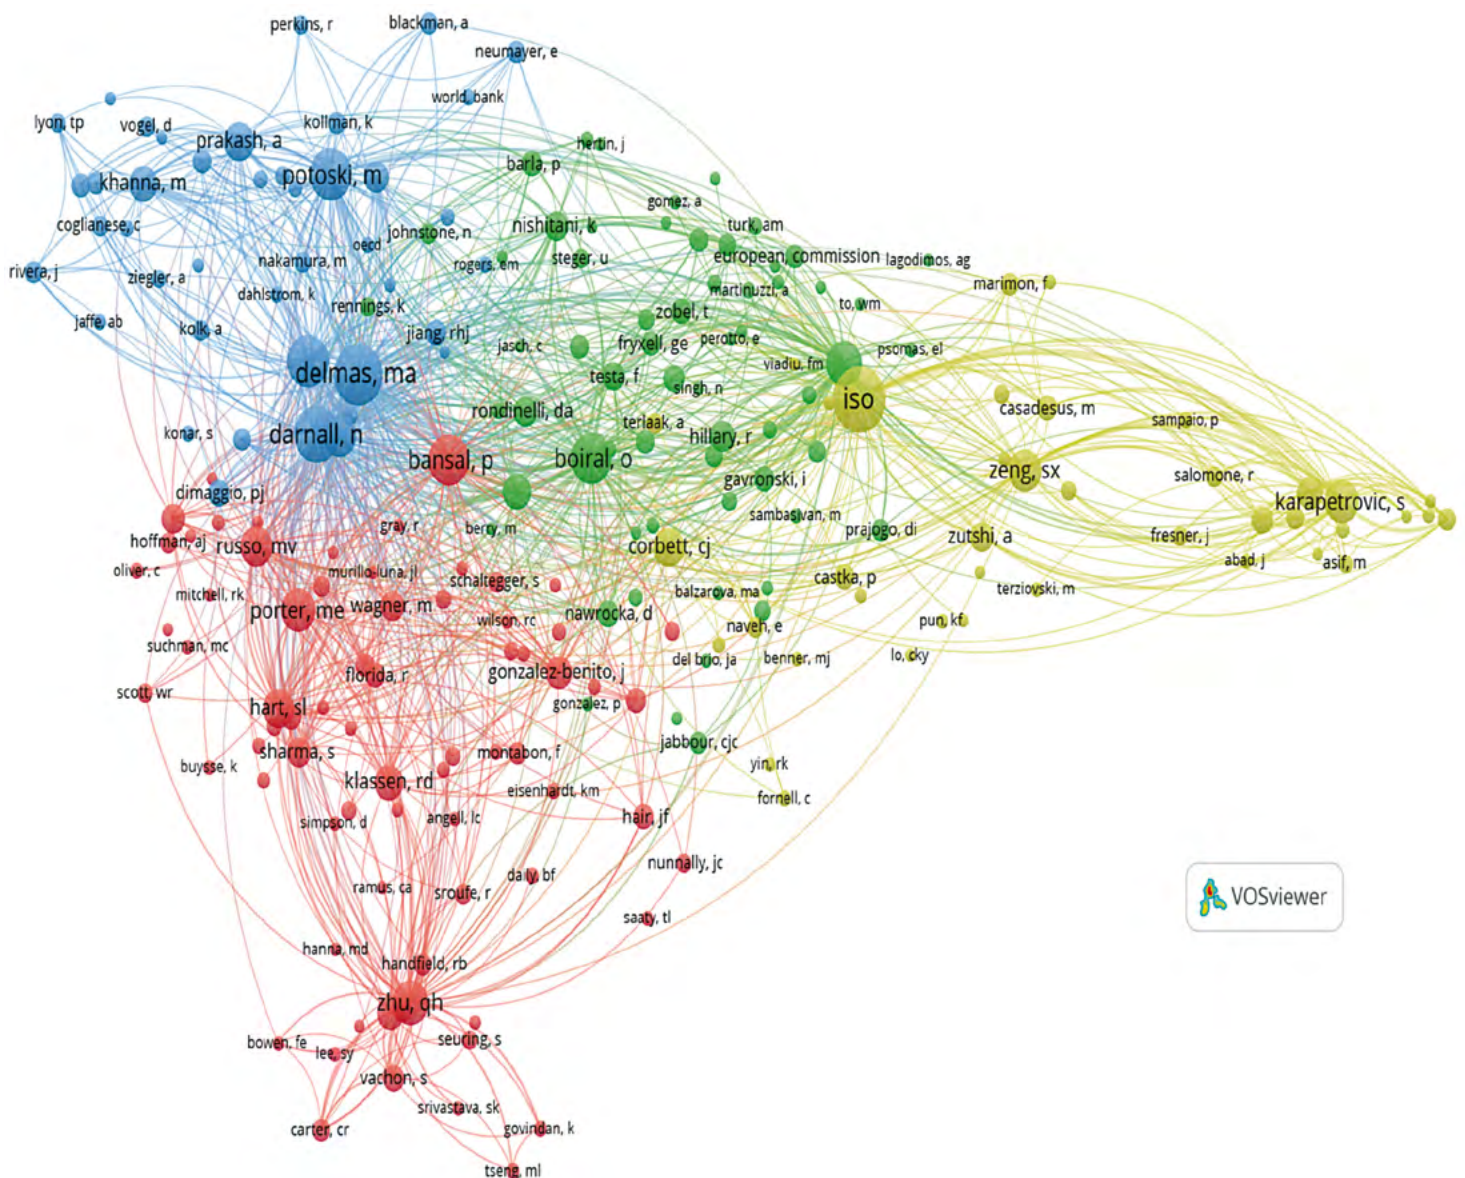 perkins, r
blackman, a
neumayer, e
world, bank
lyon, tp
vogel, d
kollman, k
prakash, a
hertin, j
barla, p
khanna, m
potoski, m
gomez, a
coglianese, c
johnstone, n
nishitani, k
turk, am
oecd
european, commission
lagodimos, ag
rivera, j
ziegler, a
nakamura, m
rogers, em
steger, u
marimon, f
dahlstrom, k
martinuzzi, a
rennings, k
zobel, t
to, wm
jaffe, ab
kolk, a
jiang, rhj
jasch, c
fryxell, ge
perotto, e
psomas, el
viadiu, fm
delmas, ma
testa, f
singh, n
iso
rondinelli, da
terlaak, a
casadesus, m
sampaio, p
konar, s
darnall, n
hillary, r
bansal, p
boiral, o
zeng, sx
gavronski, i
salomone, r
dimaggio, pj
karapetrovic, s
gray, r
berry, m
sambasivan, m
prajogo, di
hoffman, aj
russo, mv
corbett, cj
zutshi, a
fresner, j
oliver, c
murillo-luna, jl
schaltegger, s
castka, p
abad, j
asif, m
mitchell, rk
balzarova, ma
terziovski, m
porter, me
wagner, m
wilson, rc
nawrocka, d
naveh, e
pun, kf
suchman, mc
del brio, ja
benner, mj
lo, cky
florida, r
gonzalez-benito, j
scott, wr
hart, sl
gonzalez, p
jabbour, cjc
sharma, s
montabon, f
buysse, k
yin, rk
klassen, rd
eisenhardt, km
fornell, c
simpson, d
angell, lc
hair, jf
nunnally, jc
daily, bf
ramus, ca
sroufe, r
VOSviewer
saaty, tl
hanna, md
handfield, rb
zhu, qh
bowen, fe
lee, sy
seuring, s
vachon, s
srivastava, sk
carter, cr
govindan, k
tseng, ml